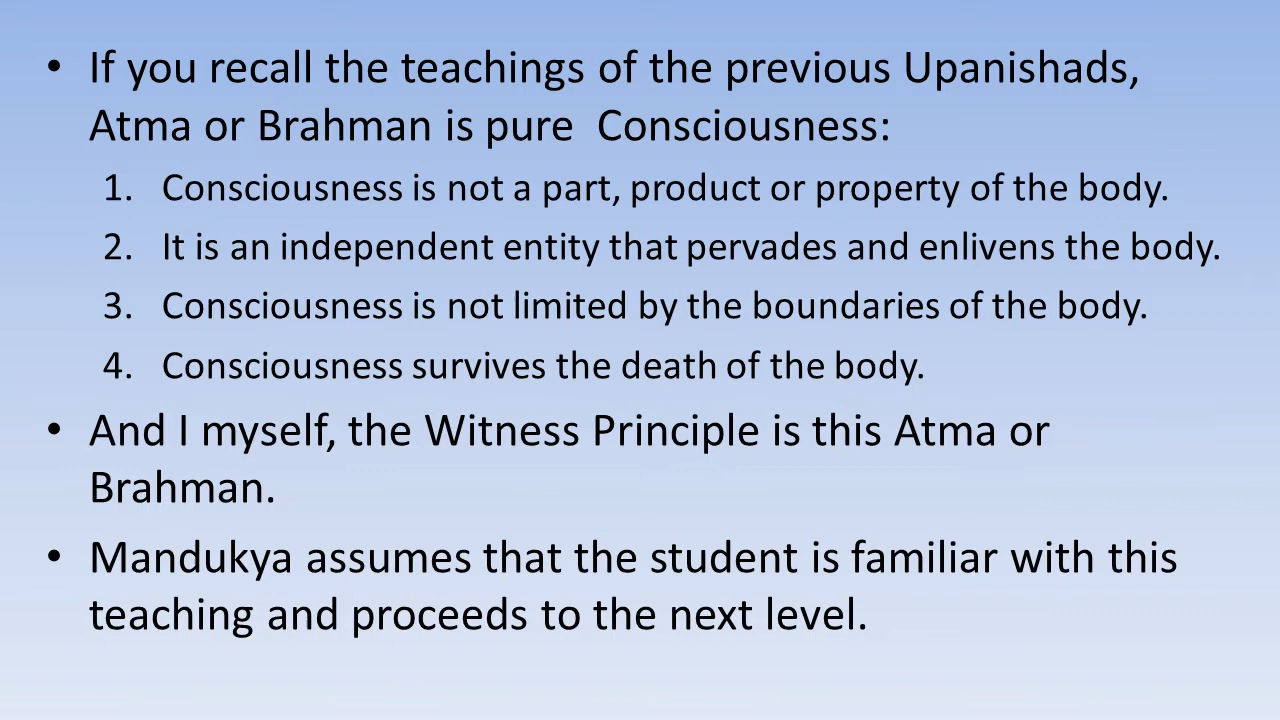 • If you recall the teachings of the previous Upanishads,
Atma or Brahman is pure  Consciousness:
1. Consciousness is not a part, product or property of the body.
2. It is an independent entity that pervades and enlivens the body.
3. Consciousness is not limited by the boundaries of the body.
4. Consciousness survives the death of the body.
• And I myself, the Witness Principle is this Atma or
Brahman.
• Mandukya assumes that the student is familiar with this
teaching and proceeds to the next level.